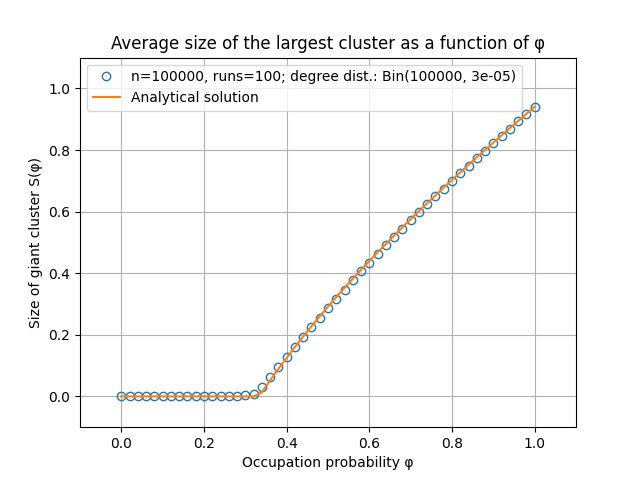 Average size of the largest cluster as a function of φ
n=100000, runs=100; degree dist.: Bin(100000, 3e-05)
Analytical solution
Size of giant cluster S(φ)
1.0
0.8
0.6
0.4
0.2
0.0
0.0 0.2 0.4 0.6 0.8 1.0
Occupation probability φ